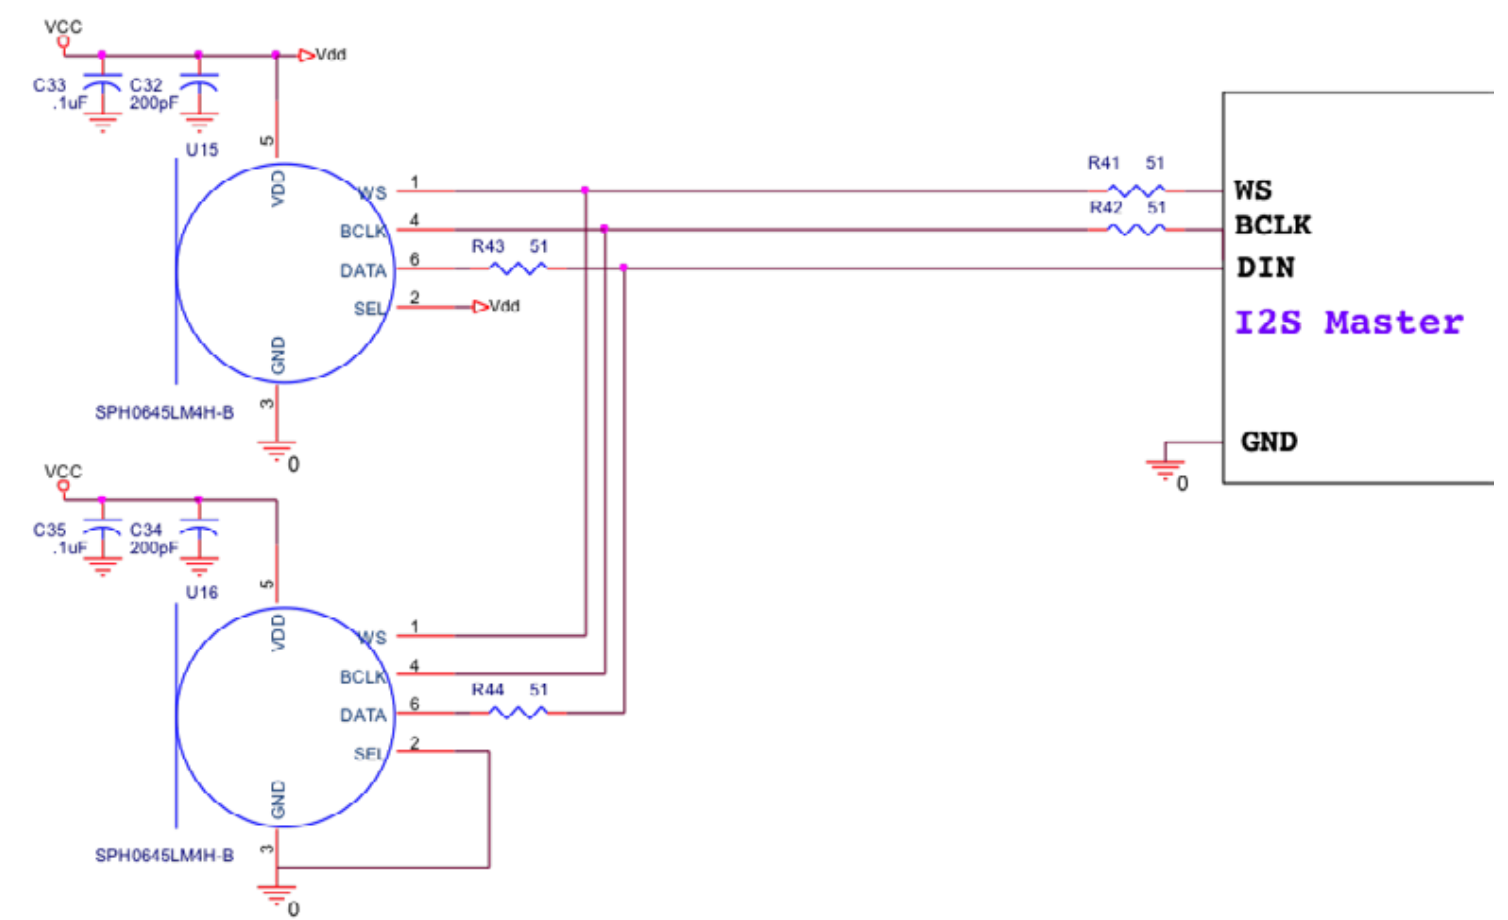 VCC
Vdd
C33
.1uF
C32
200pF
U15
5
VDD
WS
1
BCLK
4
DATA
6
SEL
2
GND
3
R43 51
Vdd
R41 51
R42 51
WS
BCLK
DIN
I2S Master
GND
0
SPH0645LM4H-B
0
VCC
C35
.1uF
C34
200pF
U16
5
VDD
WS
1
BCLK
4
DATA
6
SEL
2
GND
3
R44 51
SPH0645LM4H-B
0